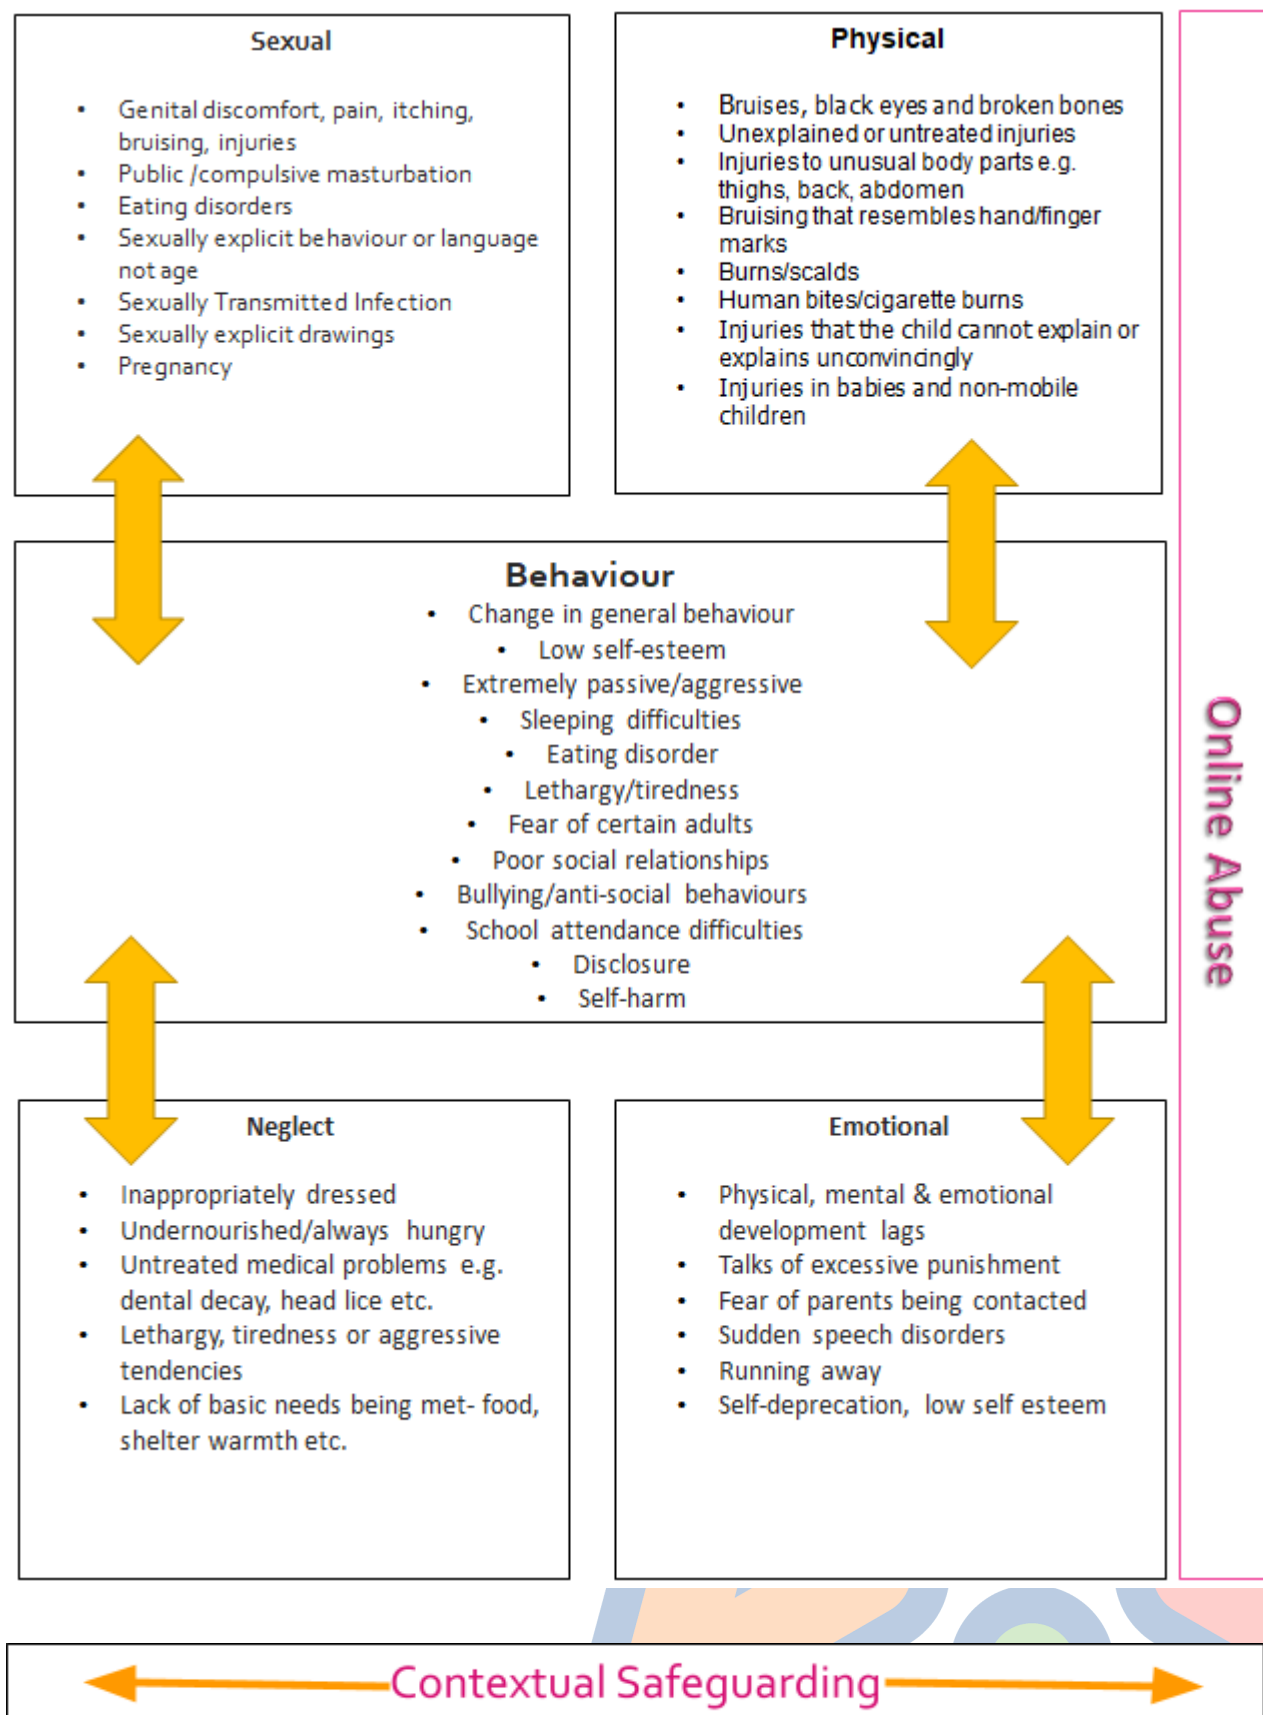 Sexual
• Genital discomfort, pain, itching,
bruising, injuries
• Public /compulsive masturbation
• Eating disorders
• Sexually explicit behaviour or language
not age
• Sexually Transmitted Infection
• Sexually explicit drawings
• Pregnancy
Physical
• Bruises, black eyes and broken bones
• Unexplained or untreated injuries
• Injuries to unusual body parts e.g.
thighs, back, abdomen
• Bruising that resembles hand/finger
marks
• Burns/scalds
• Human bites/cigarette burns
• Injuries that the child cannot explain or
explains unconvincingly
• Injuries in babies and non-mobile
children
Behaviour
• Change in general behaviour
• Low self-esteem
• Extremely passive/aggressive
• Sleeping difficulties
• Eating disorder
• Lethargy/tiredness
• Fear of certain adults
• Poor social relationships
• Bullying/anti-social behaviours
• School attendance difficulties
• Disclosure
• Self-harm
Neglect
• Inappropriately dressed
• Undernourished/always hungry
• Untreated medical problems e.g.
dental decay, head lice etc.
• Lethargy, tiredness or aggressive
tendencies
• Lack of basic needs being met- food,
shelter warmth etc.
Emotional
• Physical, mental & emotional
development lags
• Talks of excessive punishment
• Fear of parents being contacted
• Sudden speech disorders
• Running away
• Self-deprecation, low self esteem
Online Abuse
Contextual Safeguarding